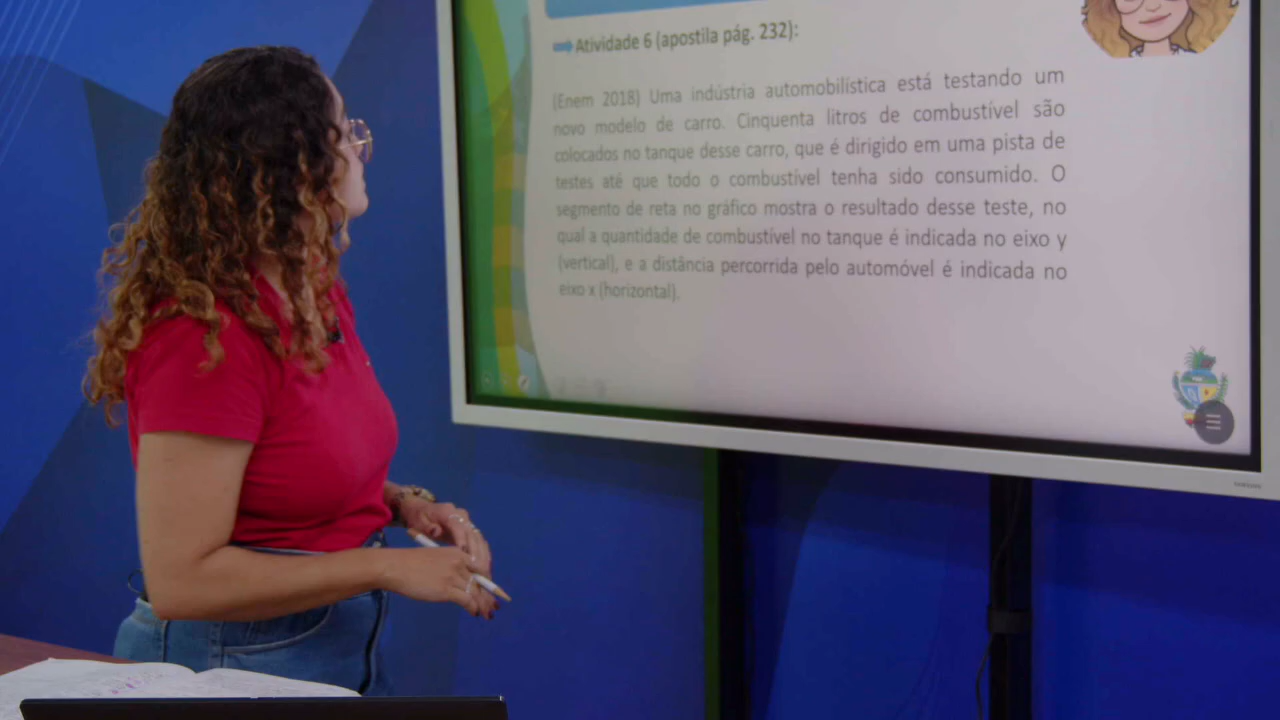 Atividade 6 (apostila pág. 232):
(Enem 2018) Uma indústria automobilística está testando um
novo modelo de carro. Cinquenta litros de combustível são
colocados no tanque desse carro, que é dirigido em uma pista de
testes até que todo o combustível tenha sido consumido. O
segmento de reta no gráfico mostra o resultado desse teste, no
qual a quantidade de combustível no tanque é indicada no eixo y
(vertical), e a distância percorrida pelo automóvel é indicada no
eixo x (horizontal).
SAMSUNG